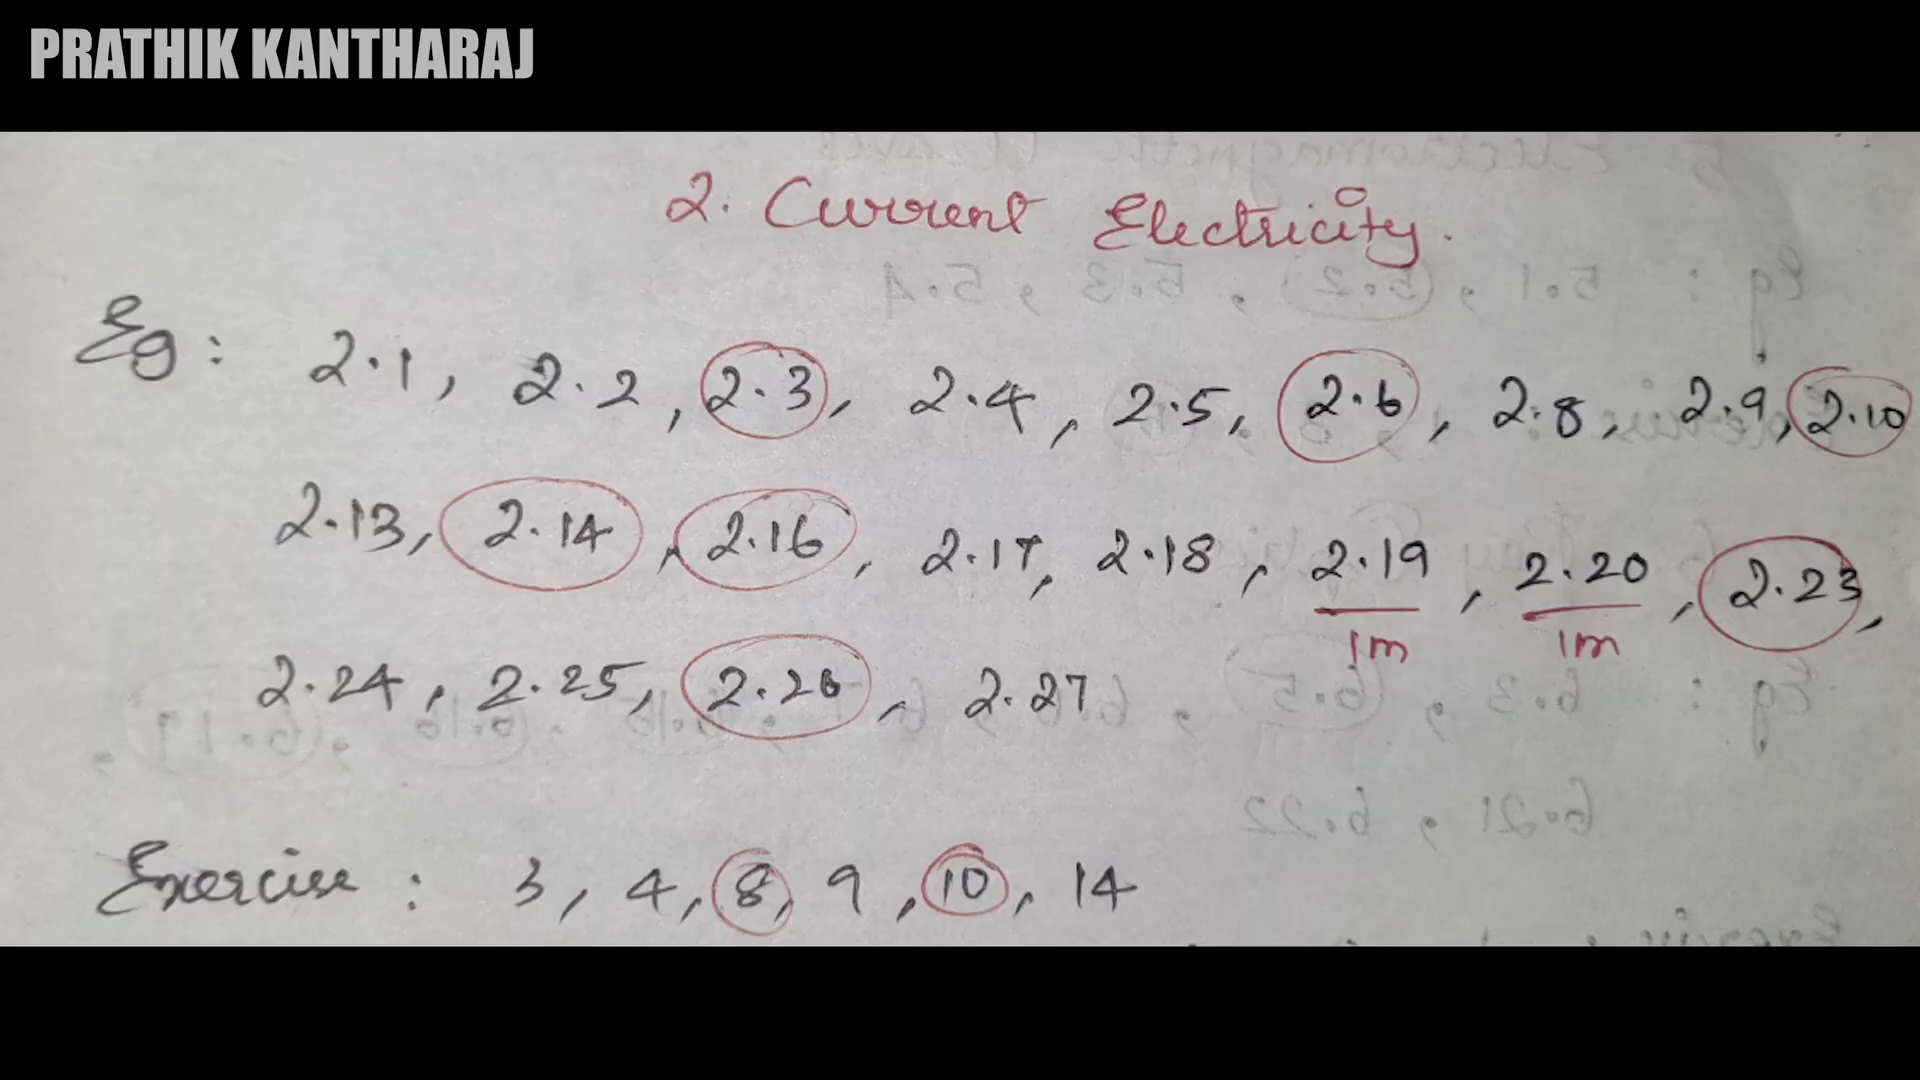 PRATHIK KANTHARAJ
2. Current Electricity.
Eg : 2.1, 2.2, 2.3, 2.4, 2.5, 2.6, 2.8, 2.9, 2.10
2.13, 2.14, 2.16, 2.17, 2.18, 2.19, 2.20, 2.23,
1m 1m
2.24, 2.25, 2.26, 2.27
Exercise : 3, 4, 8, 9, 10, 14